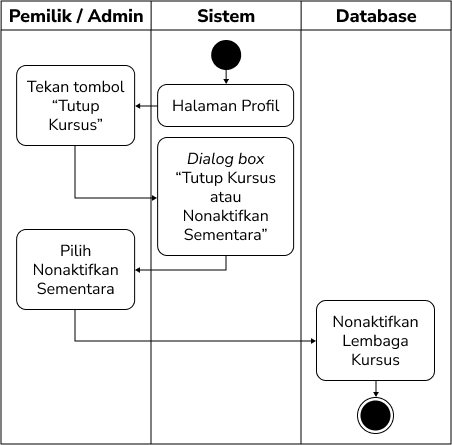 Pemilik / Admin
Sistem
Database
Halaman Profil
Tekan tombol
“Tutup
Kursus”
Dialog box
“Tutup Kursus
atau
Nonaktifkan
Sementara”
Pilih
Nonaktifkan
Sementara
Nonaktifkan
Lembaga
Kursus